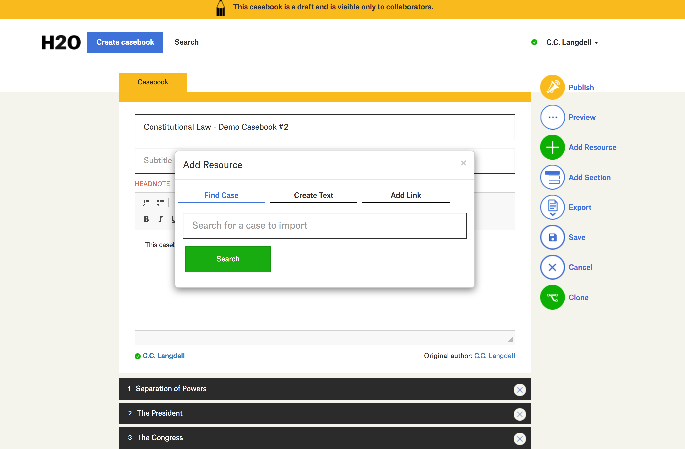 This casebook is a draft and is visible only to collaborators.
H2O
Create casebook
Search
C.C. Langdell
Casebook
Constitutional Law - Demo Casebook #2
Subtitle
HEADNOTE
B I U
This caseb
Add Resource
×
Find Case
Create Text
Add Link
Search for a case to import
Search
C.C. Langdell
Original author: C.C. Langdell
1 Separation of Powers
2 The President
3 The Congress
Publish
Preview
Add Resource
Add Section
Export
Save
Cancel
Clone